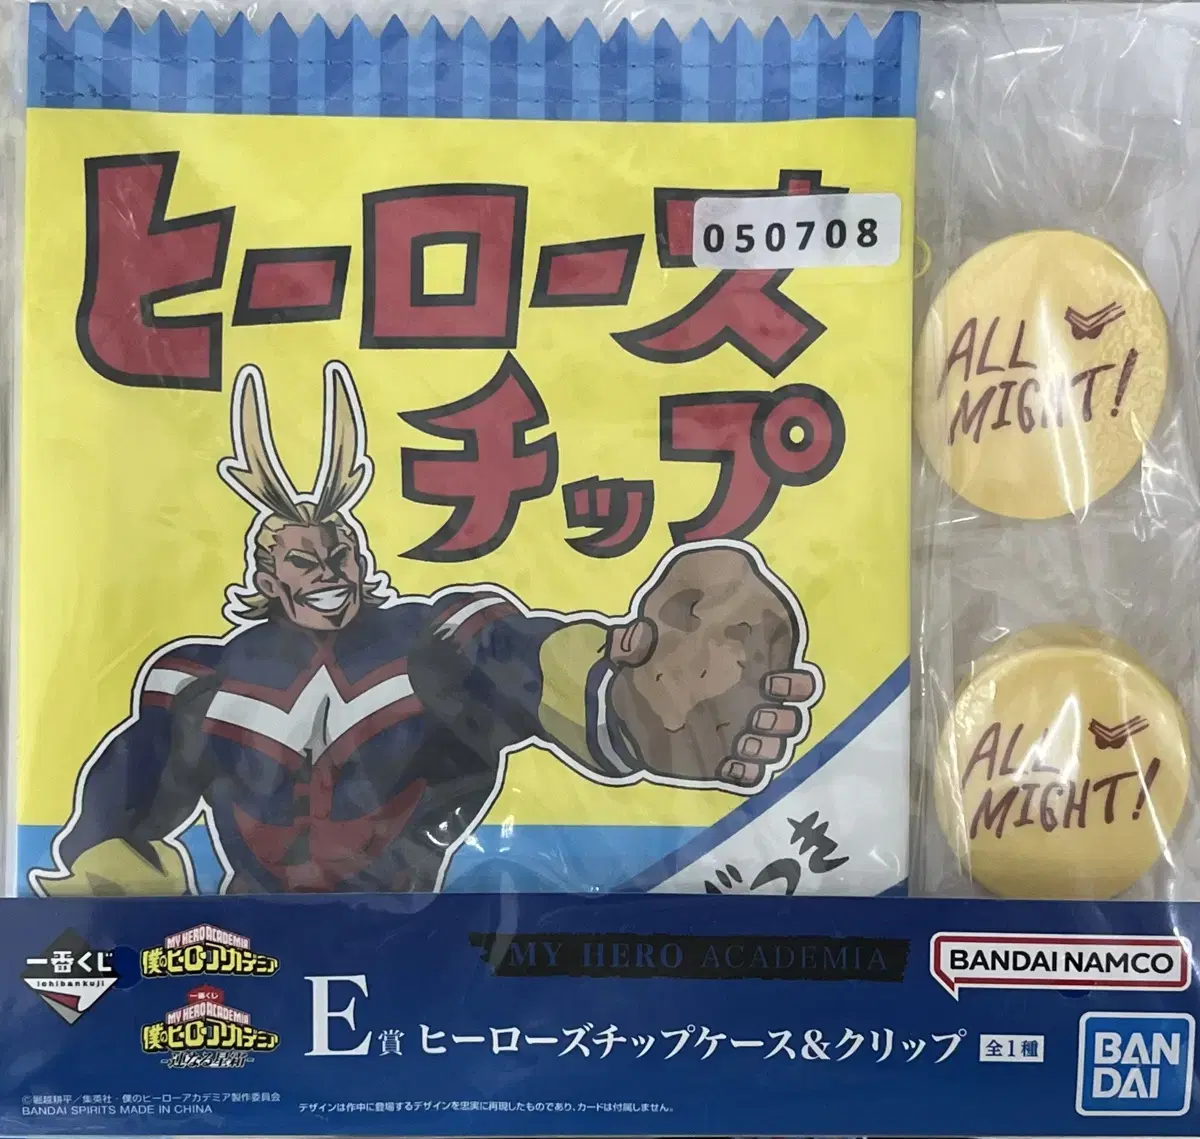 ヒーローズ
050708
チップ
ALL
MIGHT!
ALL
MIGHT!
つき
一番くじ
ichibankuji
MY HERO ACADEMIA
僕のヒーローアカデミア
一番くじ
MY HERO ACADEMIA
僕のヒーローアカデミア
E賞 ヒーローズチップケース&クリップ 全1種
MY HERO ACADEMIA
BANDAI NAMCO
BAN
DAI
©堀越耕平/集英社・僕のヒーローアカデミア製作委員会
BANDAI SPIRITS MADE IN CHINA
デザインは作中に登場するデザインを忠実に再現したものであり、カードは付属しません。